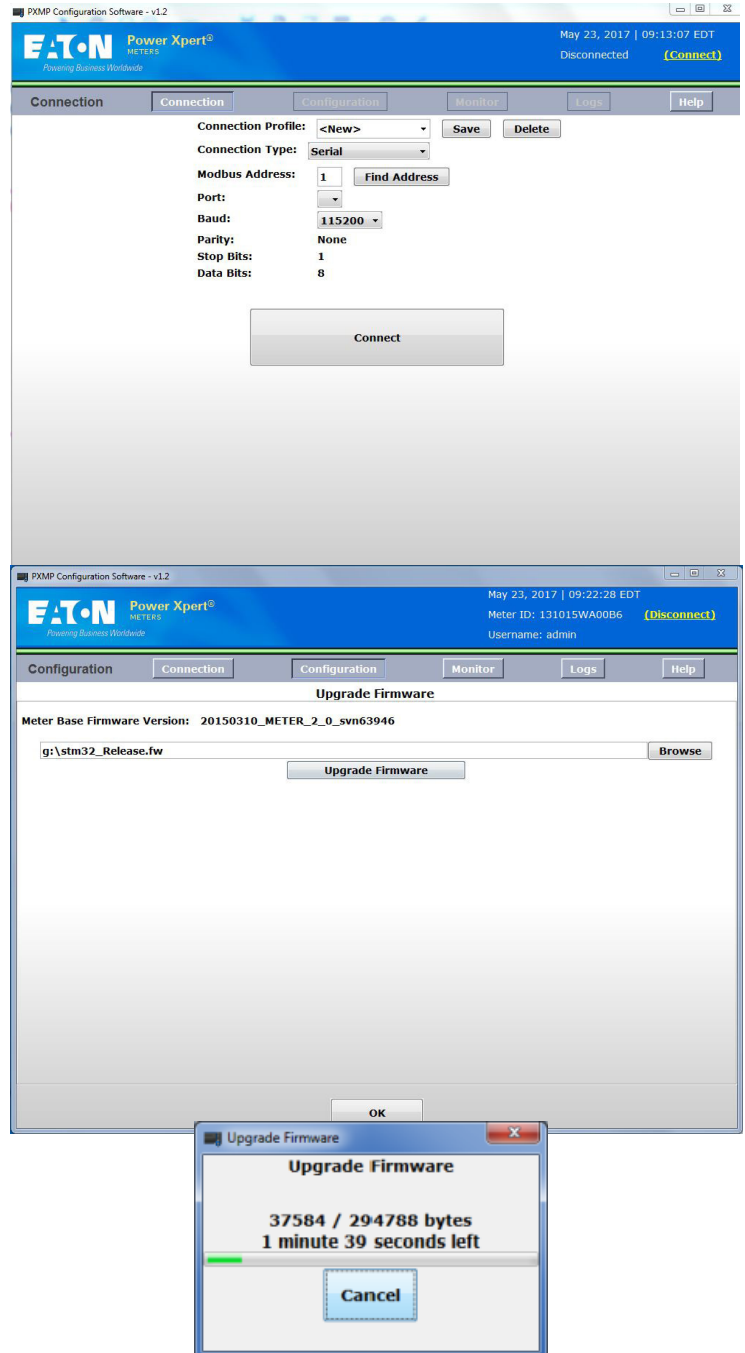 PXMP Configuration Software - v1.2
EATON Power Xpert®
METERS
Powering Business Worldwide
May 23, 2017 | 09:13:07 EDT
Disconnected (Connect)
Connection Connection Configuration Monitor Logs Help
Connection Profile: <New> Save Delete
Connection Type: Serial
Modbus Address: 1 Find Address
Port:
Baud: 115200
Parity: None
Stop Bits: 1
Data Bits: 8
Connect
PXMP Configuration Software - v1.2
EATON Power Xpert®
METERS
Powering Business Worldwide
May 23, 2017 | 09:22:28 EDT
Meter ID: 131015WA00B6 (Disconnect)
Username: admin
Configuration Connection Configuration Monitor Logs Help
Upgrade Firmware
Meter Base Firmware Version: 20150310_METER_2_0_svn63946
g:\stm32_Release.fw Browse
Upgrade Firmware
OK
Upgrade Firmware
Upgrade Firmware
37584 / 294788 bytes
1 minute 39 seconds left
Cancel